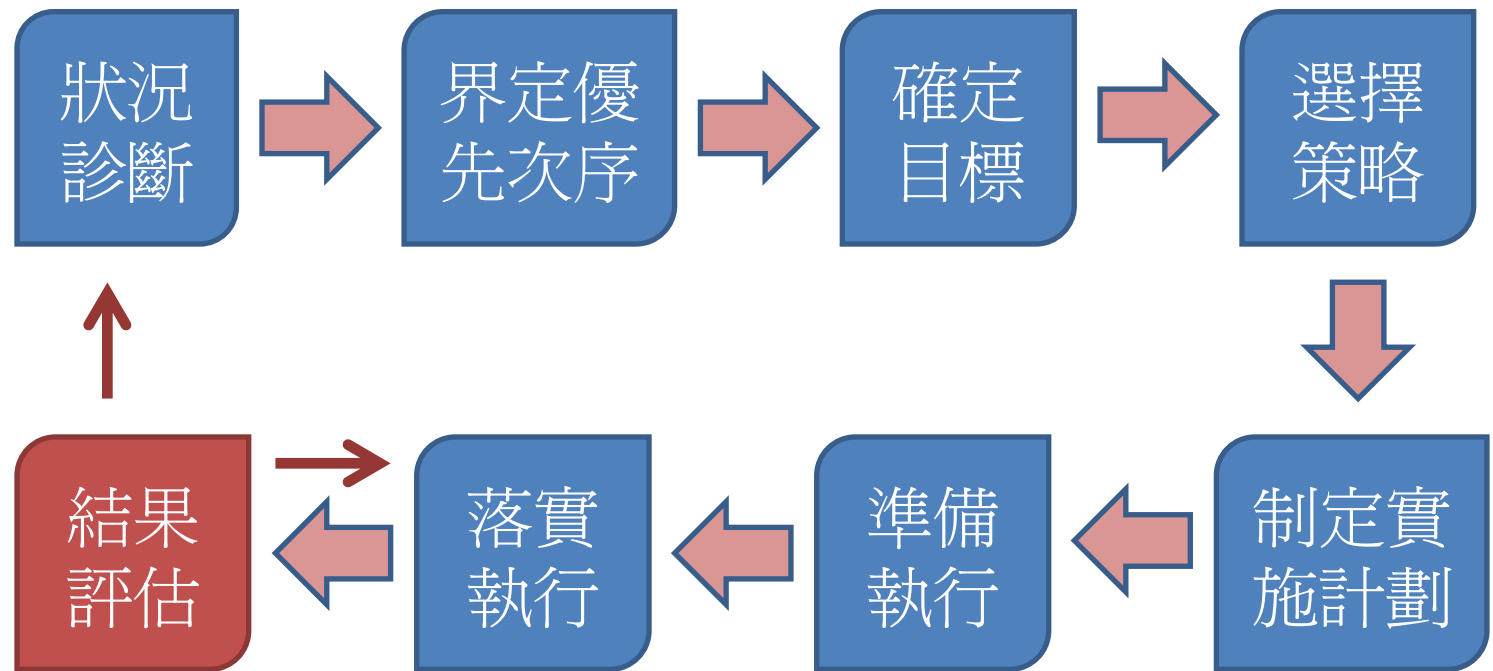 狀況
診斷
界定優
先次序
確定
目標
選擇
策略
結果
評估
落實
執行
準備
執行
制定實
施計劃